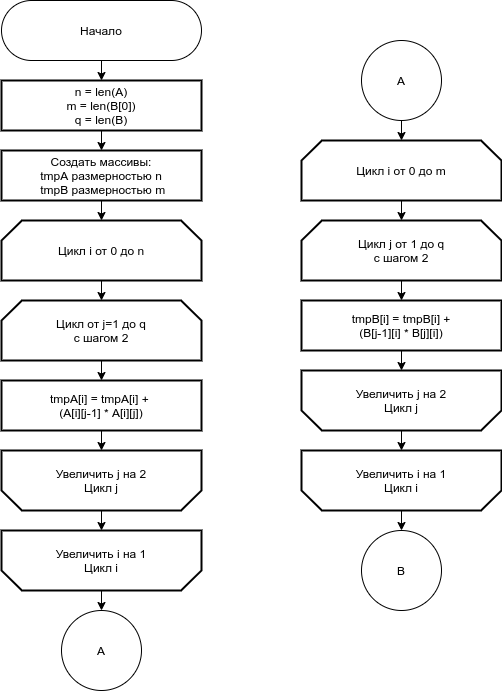 Начало
n = len(A)
m = len(B[0])
q = len(B)
Создать массивы:
tmpA размерностью n
tmpB размерностью m
Цикл i от 0 до n
Цикл от j=1 до q
с шагом 2
tmpA[i] = tmpA[i] +
(A[i][j-1] * A[i][j])
Увеличить j на 2
Цикл j
Увеличить i на 1
Цикл i
A
A
Цикл i от 0 до m
Цикл j от 1 до q
с шагом 2
tmpB[i] = tmpB[i] +
(B[j-1][i] * B[j][i])
Увеличить j на 2
Цикл j
Увеличить i на 1
Цикл i
B